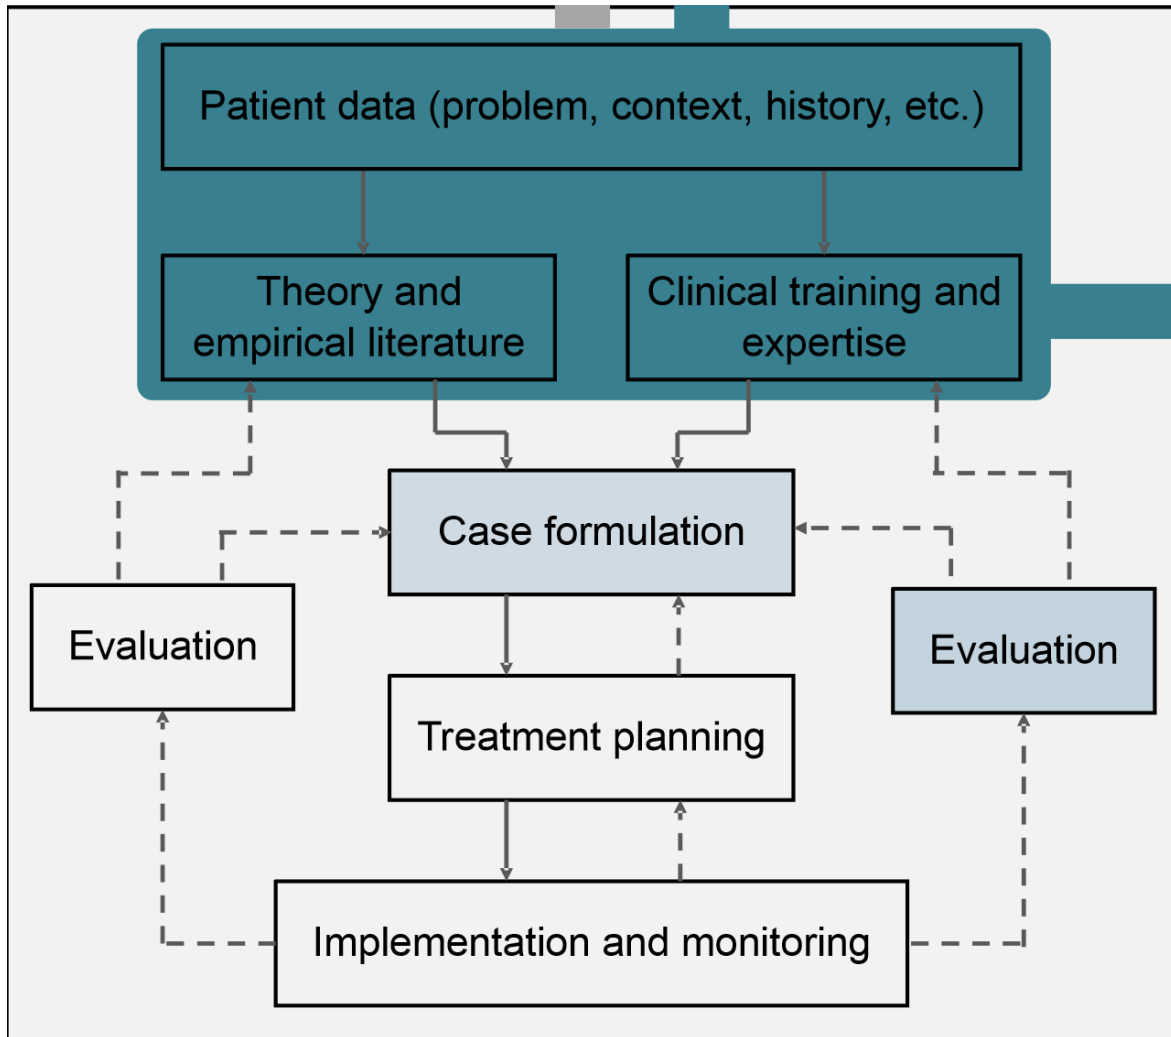 Patient data (problem, context, history, etc.)
Theory and
empirical literature
Clinical training and
expertise
Case formulation
Evaluation
Evaluation
Treatment planning
Implementation and monitoring